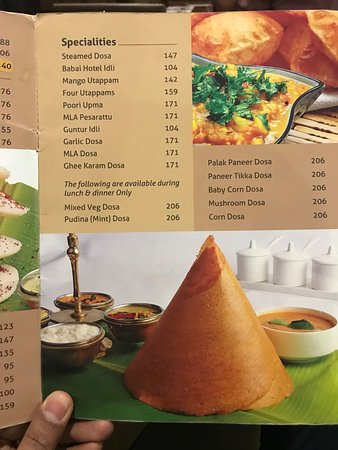 88
06
40
76
76
55
76
Specialities
Steamed Dosa 147
Babai Hotel Idli 104
Mango Utappam 142
Four Utappams 159
Poori Upma 171
MLA Pesarattu 171
Guntur Idli 104
Garlic Dosa 171
MLA Dosa 171
Ghee Karam Dosa 171
The following are available during
lunch & dinner Only
Mixed Veg Dosa 206
Pudina (Mint) Dosa 206
Palak Paneer Dosa 206
Paneer Tikka Dosa 206
Baby Corn Dosa 206
Mushroom Dosa 206
Corn Dosa 206
123
147
135
95
95
100
159